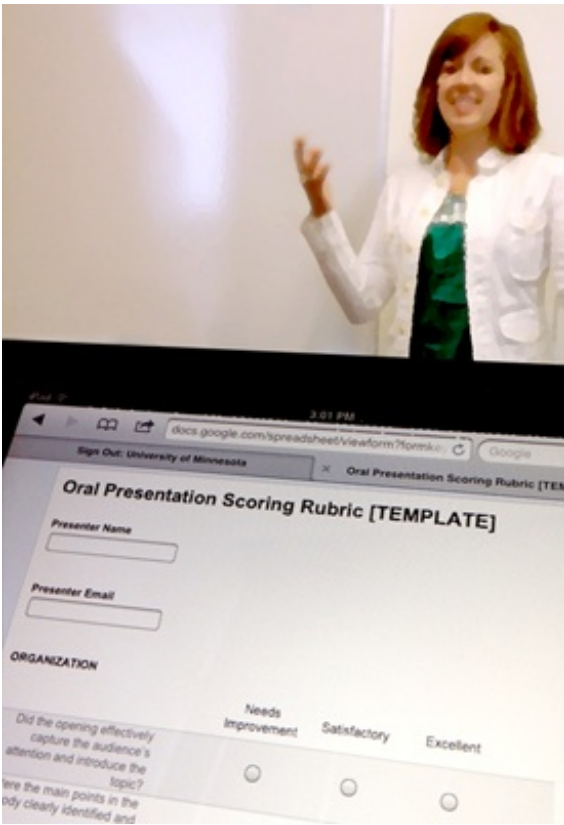 iPad
3:01 PM
docs.google.com/spreadsheet/viewform?formkey
Google
Sign Out: University of Minnesota
× Oral Presentation Scoring Rubric [TEM
Oral Presentation Scoring Rubric [TEMPLATE]
Presenter Name
Presenter Email
ORGANIZATION
Needs
Improvement
Satisfactory
Excellent
Did the opening effectively
capture the audience's
attention and introduce the
topic?
ere the main points in the
ody clearly identified and